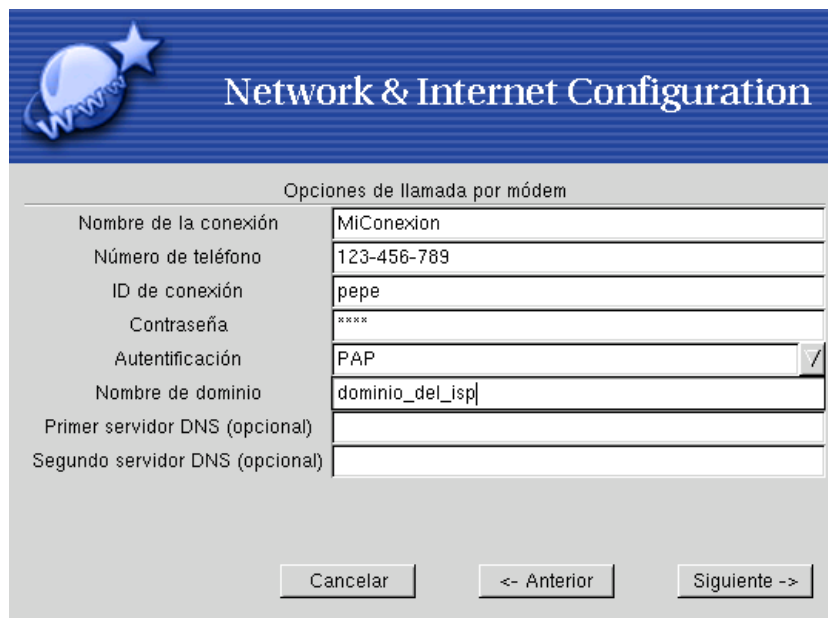 WWW
Network & Internet Configuration
Opciones de llamada por módem
Nombre de la conexión MiConexion
Número de teléfono 123-456-789
ID de conexión pepe
Contraseña ****
Autentificación PAP
Nombre de dominio dominio_del_isp
Primer servidor DNS (opcional)
Segundo servidor DNS (opcional)
Cancelar <- Anterior Siguiente ->